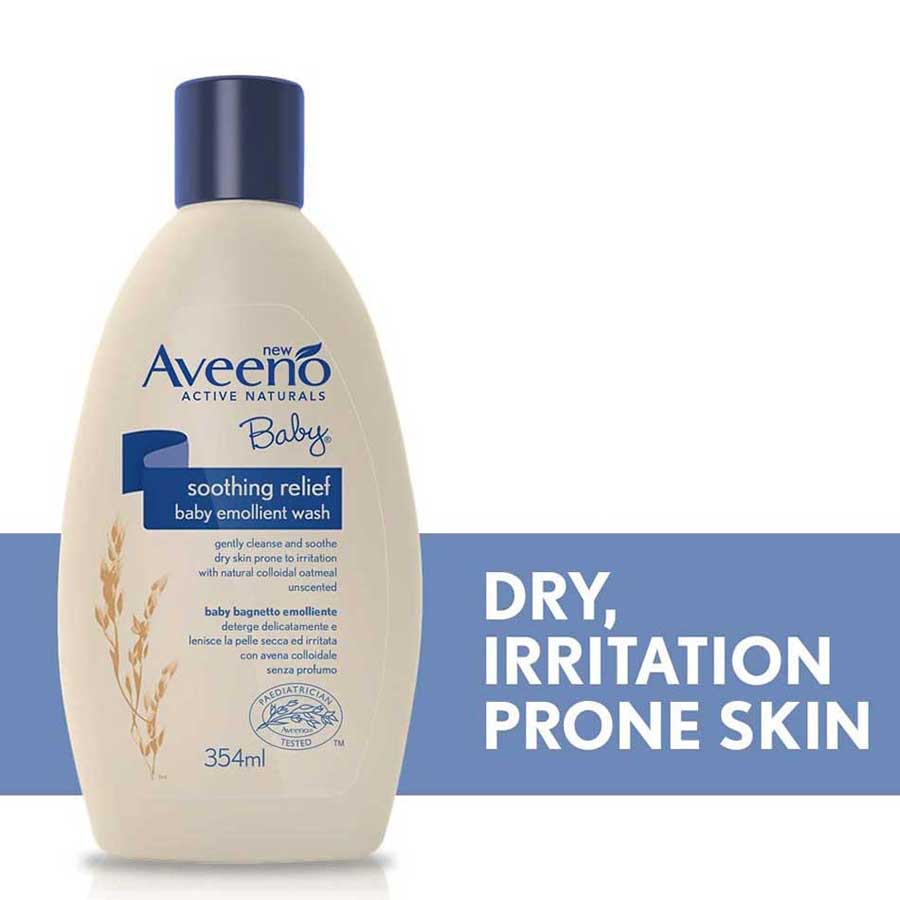 new
Aveeno
ACTIVE NATURALS
Baby®
soothing relief
baby emollient wash
gently cleanse and soothe
dry skin prone to irritation
with natural colloidal oatmeal
unscented
baby bagnetto emolliente
deterge delicatamente e
lenisce la pelle secca ed irritata
con avena colloidale
senza profumo
PAEDIATRICIAN
Aveeno
TESTED
TM
354ml
DRY,
IRRITATION
PRONE SKIN